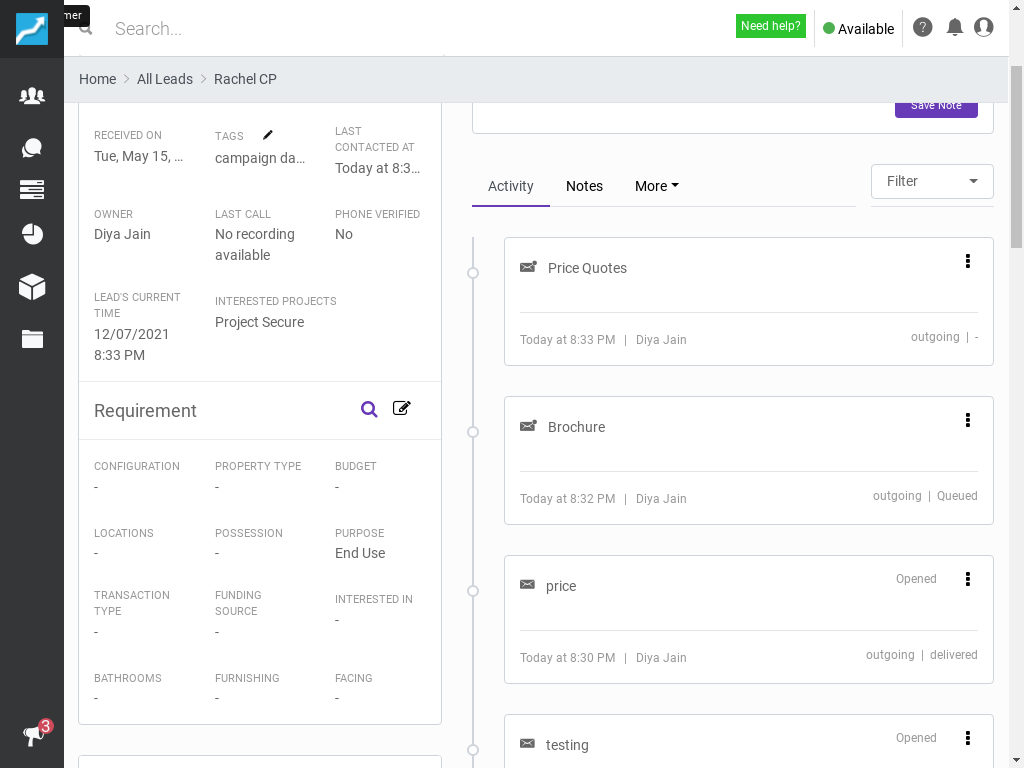 mer
Search...
Need help?
Available
Home
All Leads
Rachel CP
Save Note
RECEIVED ON
Tue, May 15, ...
TAGS
campaign da...
LAST
CONTACTED AT
Today at 8:3...
OWNER
Diya Jain
LAST CALL
No recording
available
PHONE VERIFIED
No
LEAD'S CURRENT
TIME
12/07/2021
8:33 PM
INTERESTED PROJECTS
Project Secure
Requirement
CONFIGURATION
-
PROPERTY TYPE
-
BUDGET
-
LOCATIONS
-
POSSESSION
-
PURPOSE
End Use
TRANSACTION
TYPE
-
FUNDING
SOURCE
-
INTERESTED IN
-
BATHROOMS
-
FURNISHING
-
FACING
-
3
Activity
Notes
More
Filter
Price Quotes
Today at 8:33 PM | Diya Jain
outgoing | -
Brochure
Today at 8:32 PM | Diya Jain
outgoing | Queued
price
Opened
Today at 8:30 PM | Diya Jain
outgoing | delivered
testing
Opened